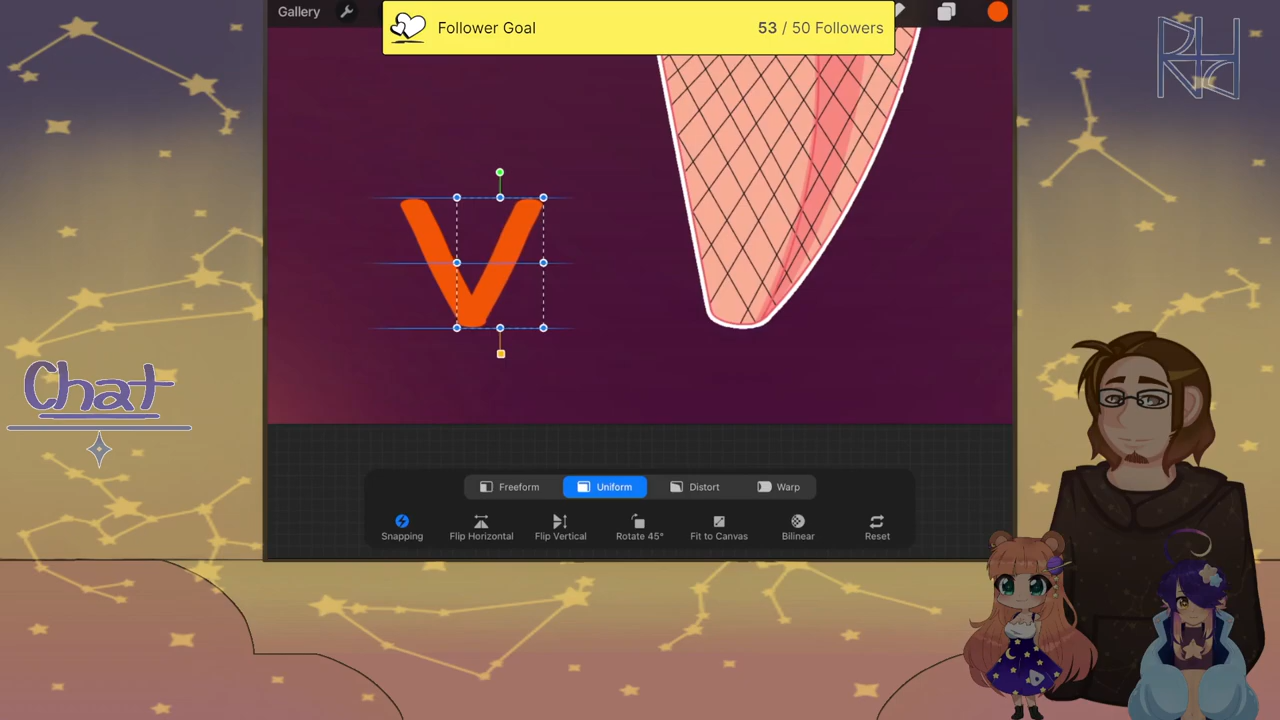 Gallery
Follower Goal
53 / 50 Followers
V
Chat
Freeform
Uniform
Distort
Warp
Snapping
Flip Horizontal
Flip Vertical
Rotate 45°
Fit to Canvas
Bilinear
Reset